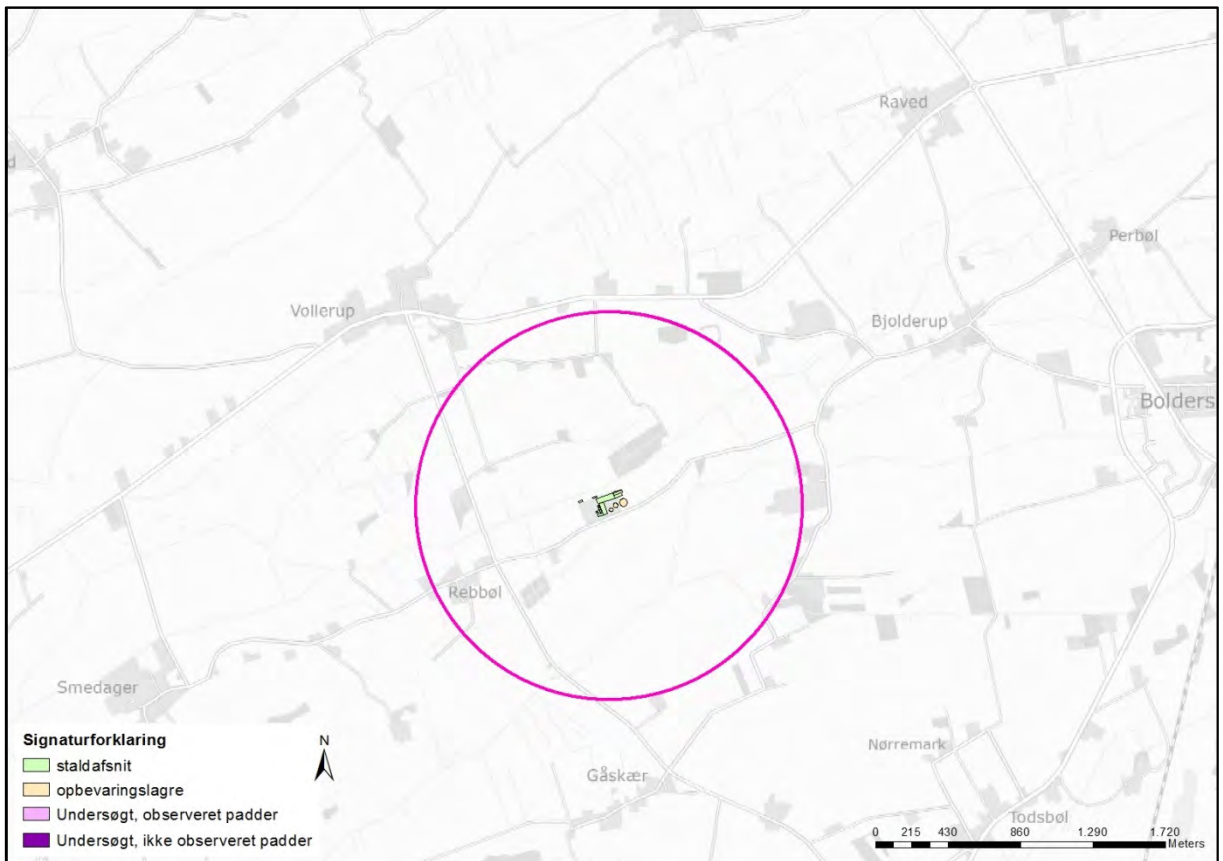 Raved
Perbøl
Vollerup
Bjolderup
Bolders
Rebbøl
Smedager
Nørremark
Gåskær
Todsbøl
Signaturforklaring
staldafsnit
opbevaringslagre
Undersøgt, observeret padder
Undersøgt, ikke observeret padder
N
0 215 430 860 1.290 1.720
Meters